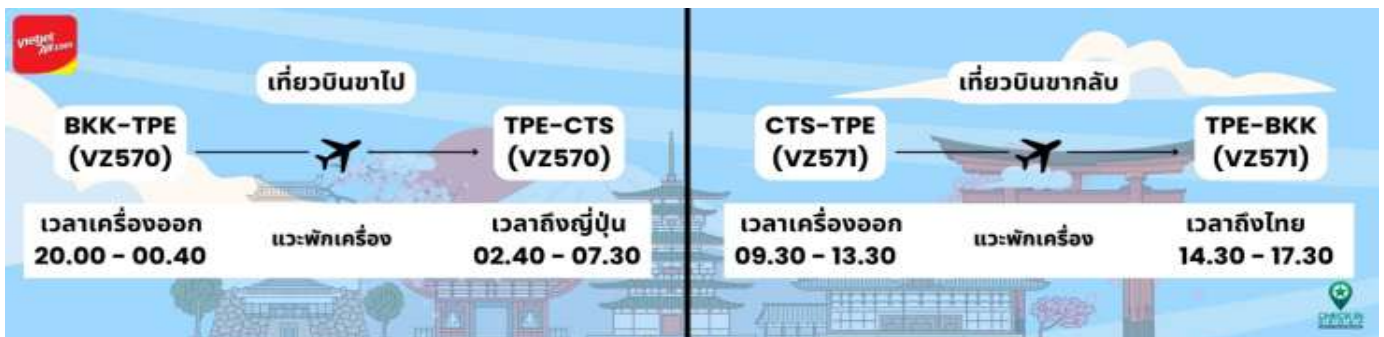 vietjet
Air.com
เที่ยวบินขาไป
BKK-TPE
(VZ570)
TPE-CTS
(VZ570)
เวลาเครื่องออก
20.00 - 00.40
แวะพักเครื่อง
เวลาถึงญี่ปุ่น
02.40 - 07.30
เที่ยวบินขากลับ
CTS-TPE
(VZ571)
TPE-BKK
(VZ571)
เวลาเครื่องออก
09.30 - 13.30
แวะพักเครื่อง
เวลาถึงไทย
14.30 - 17.30